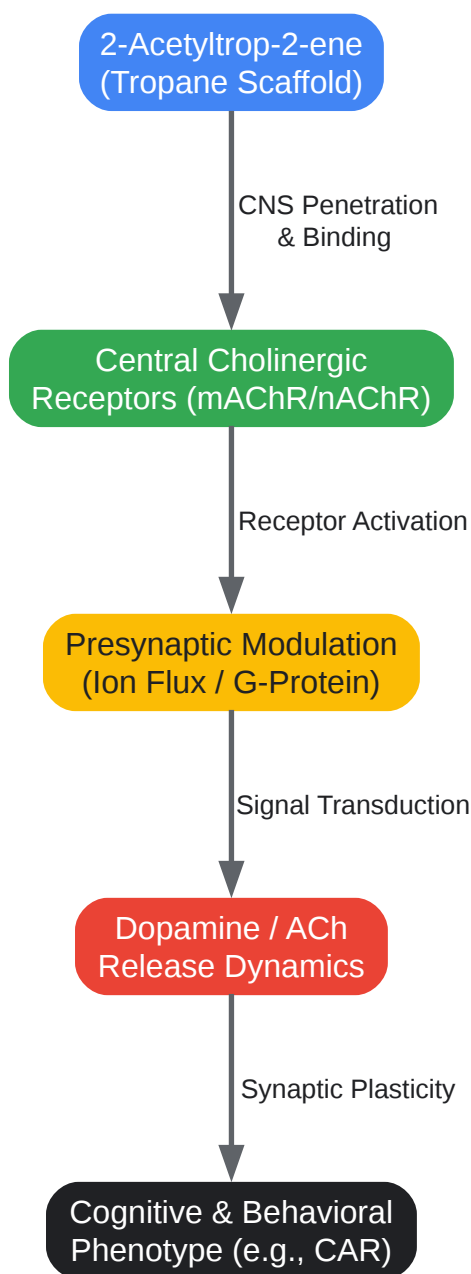 2-Acetyltrop-2-ene
(Tropane Scaffold)
CNS Penetration
& Binding
Central Cholinergic
Receptors (mAChR/nAChR)
Receptor Activation
Presynaptic Modulation
(Ion Flux / G-Protein)
Signal Transduction
Dopamine / ACh
Release Dynamics
Synaptic Plasticity
Cognitive & Behavioral
Phenotype (e.g., CAR)